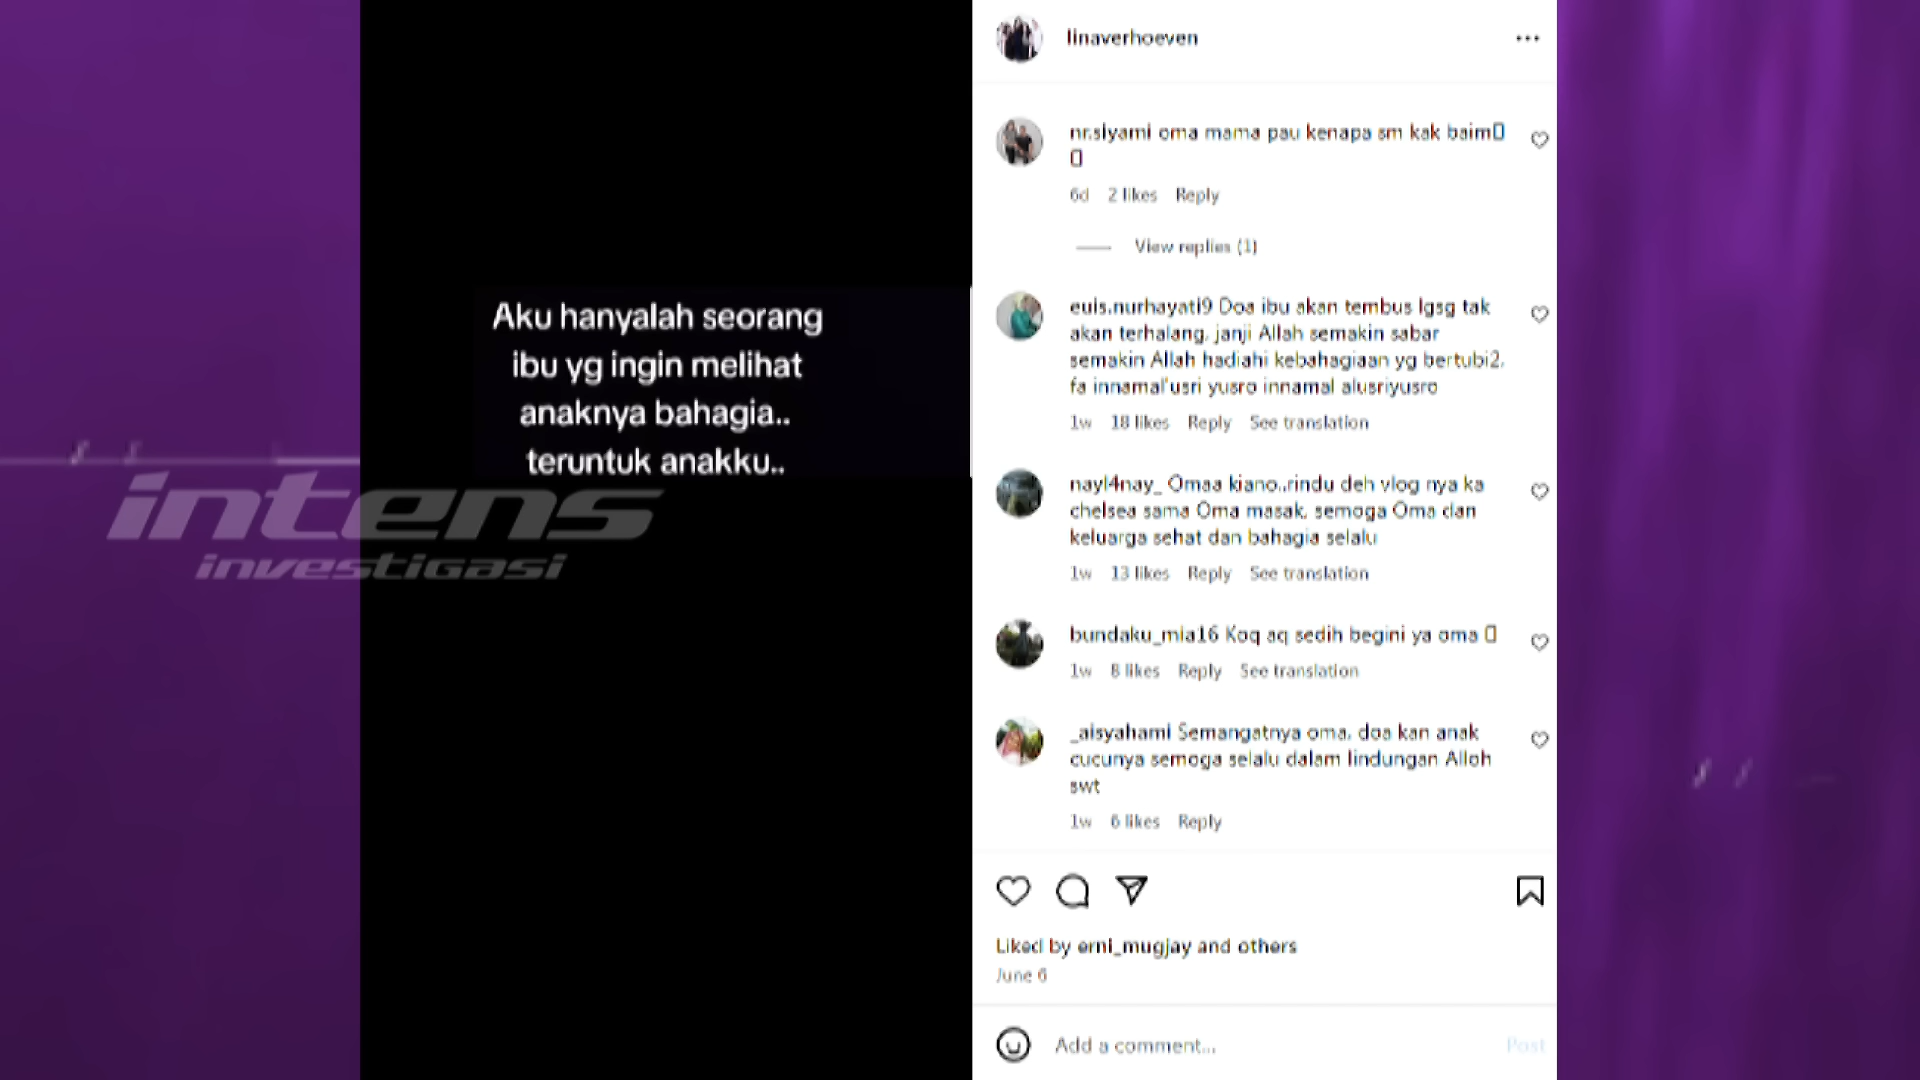 Aku hanyalah seorang
ibu yg ingin melihat
anaknya bahagia..
teruntuk anakku..
intens
investigasi
linaverhoeven
nr.siyami oma mama pau kenapa sm kak baim
6d 2 likes Reply
View replies (1)
euis.nurhayati9 Doa ibu akan tembus lgsg tak
akan terhalang, janji Allah semakin sabar
semakin Allah hadiahi kebahagiaan yg bertubi2,
fa innamal'usri yusro innamal alusriyusro
1w 18 likes Reply See translation
nayl4nay_ Omaa kiano..rindu deh vlog nya ka
chelsea sama Oma masak, semoga Oma dan
keluarga sehat dan bahagia selalu
1w 13 likes Reply See translation
bundaku_mia16 Koq aq sedih begini ya oma
1w 8 likes Reply See translation
_aisyahami Semangatnya oma, doa kan anak
cucunya semoga selalu dalam lindungan Alloh
swt
1w 6 likes Reply
Liked by erni_mugjay and others
June 6
Add a comment...
Post